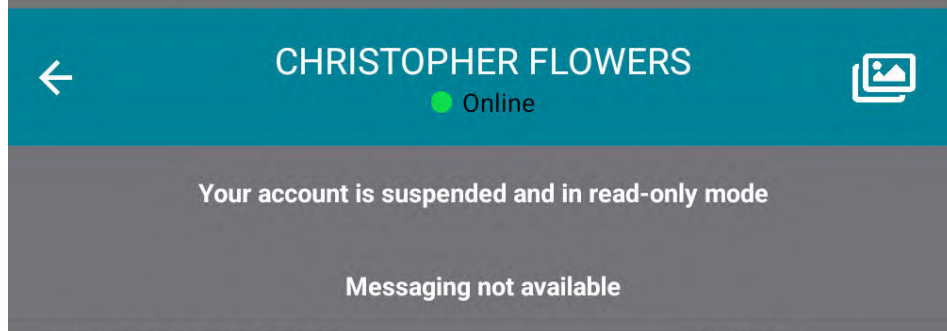 CHRISTOPHER FLOWERS
Online
Your account is suspended and in read-only mode
Messaging not available